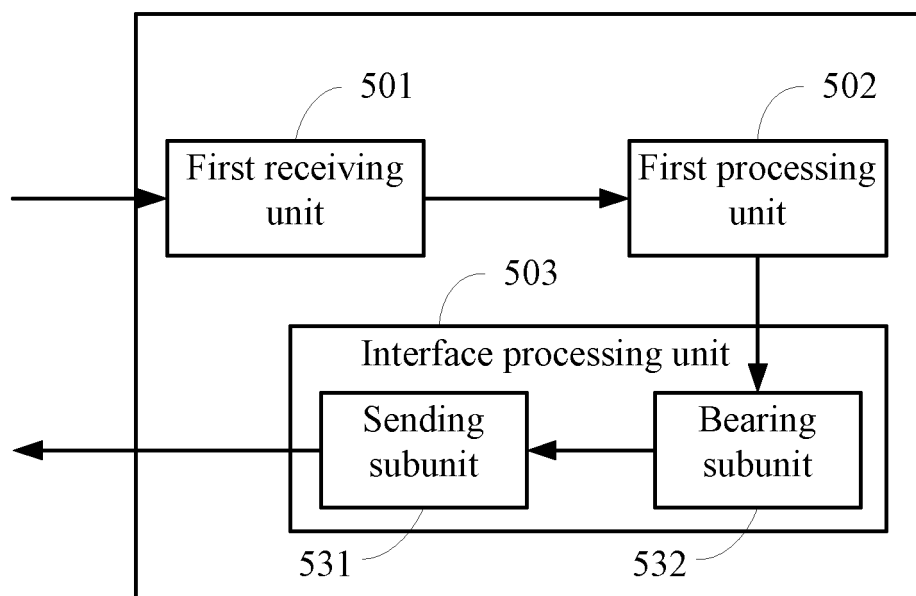 501
502
First receiving
unit
First processing
unit
503
Interface processing unit
Sending
subunit
Bearing
subunit
531
532